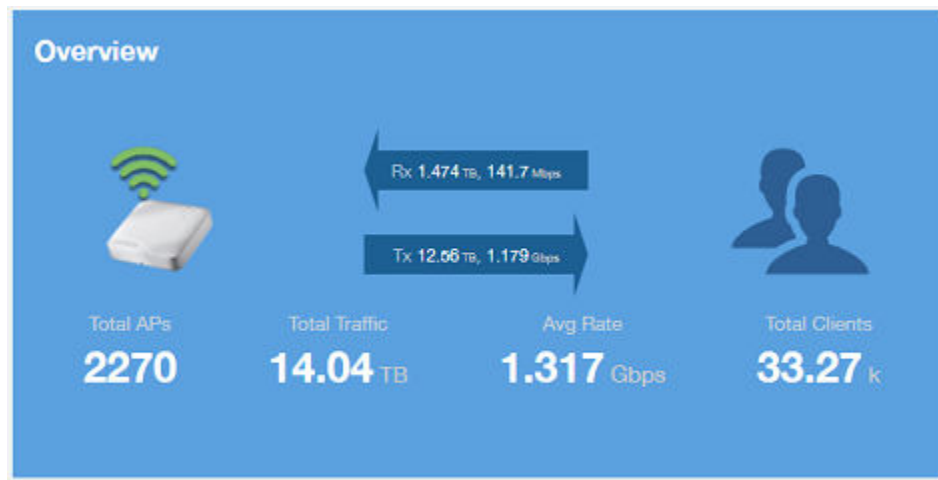 Overview
Rx 1.474 TB, 141.7 Mbps
Tx 12.56 TB, 1.179 Gbps
Total APs
2270
Total Traffic
14.04 TB
Avg Rate
1.317 Gbps
Total Clients
33.27 k